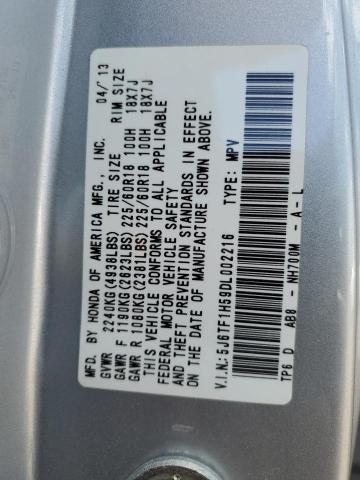 MFD. BY HONDA OF AMERICA MFG., INC. 04/'13
GVWR 2240KG(4938LBS) TIRE SIZE RIM SIZE
GAWR F 1190KG(2622LBS) 225/60R18 100H 18X7J
GAWR R 1080KG(2381LBS) 225/60R18 100H 18X7J
THIS VEHICLE CONFORMS TO ALL APPLICABLE
FEDERAL MOTOR VEHICLE SAFETY
AND THEFT PREVENTION STANDARDS IN EFFECT
ON THE DATE OF MANUFACTURE SHOWN ABOVE.
V.I.N.:5J6TF1H59DL002216 TYPE: MPV
TP6 D AB8 - NH700M - A - L